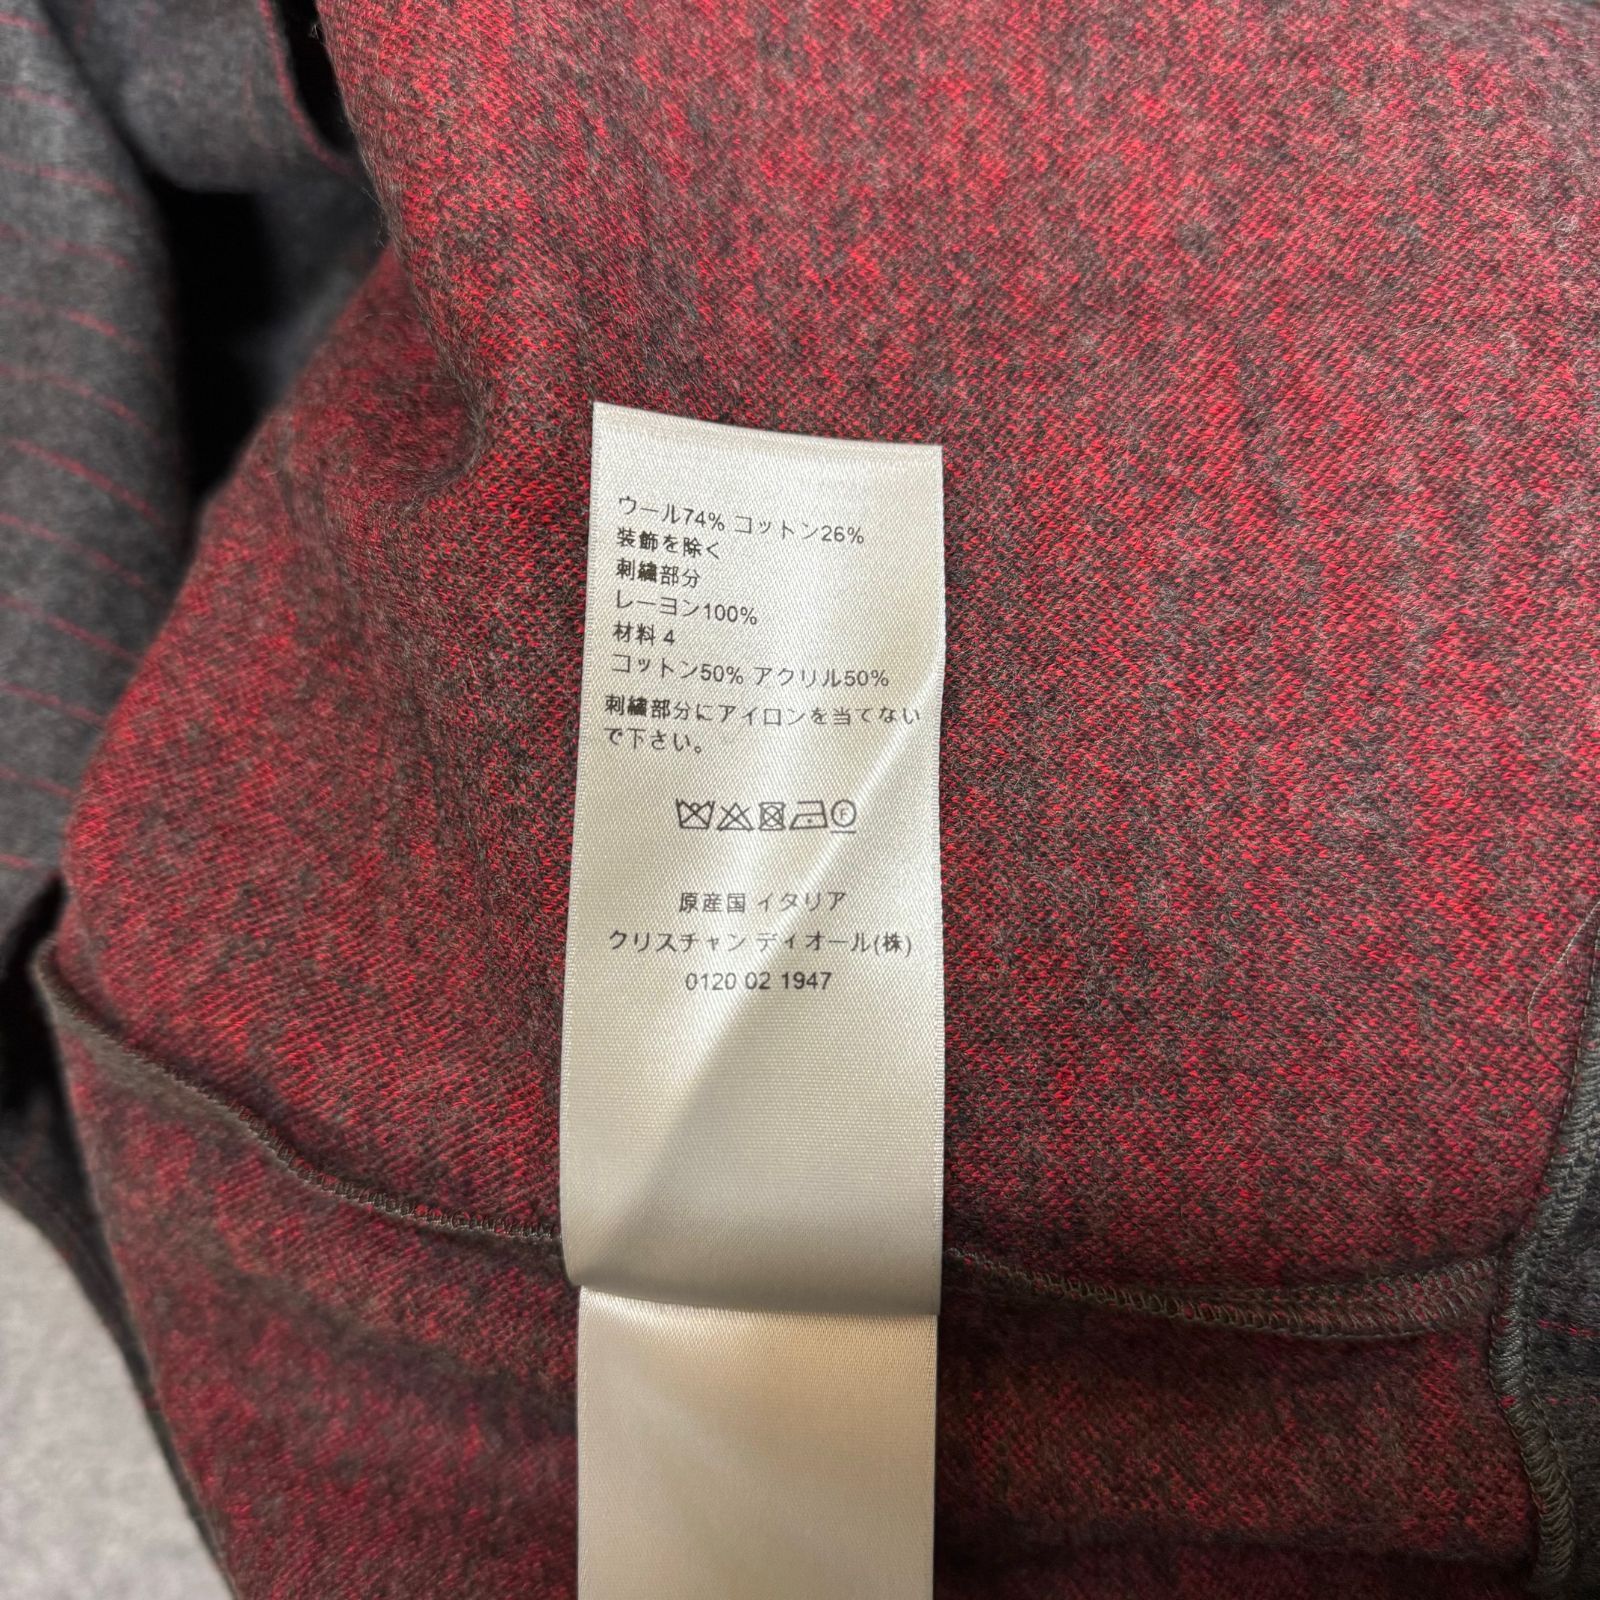 ウール74% コットン26%
装飾を除く
刺繍部分
レーヨン100%
材料 4
コットン50% アクリル50%
刺繍部分にアイロンを当てない
で下さい。
F
原産国 イタリア
クリスチャン ディオール(株)
0120 02 1947